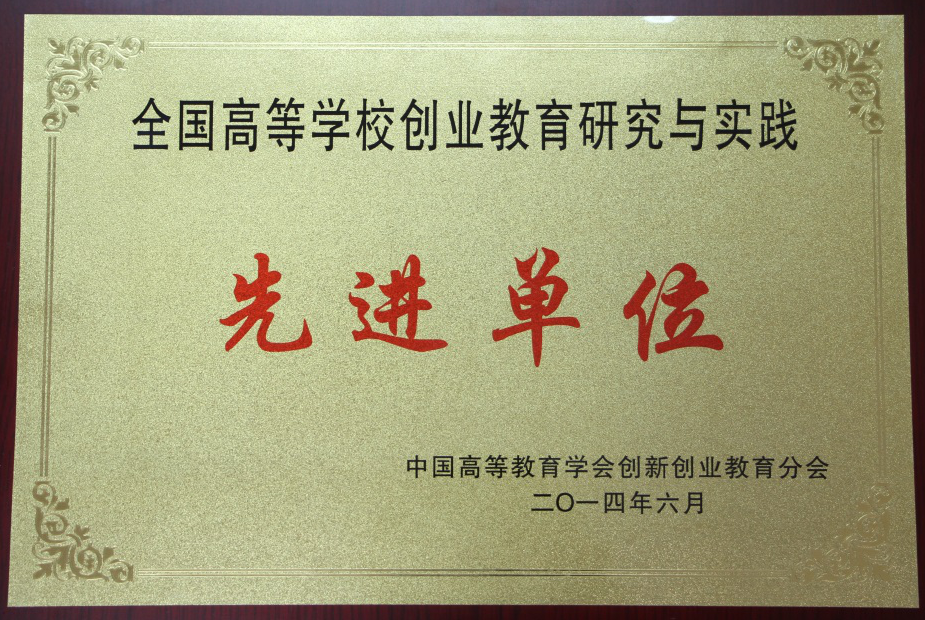 全国高等学校创业教育研究与实践
先进单位
中国高等教育学会创新创业教育分会
二〇一四年六月